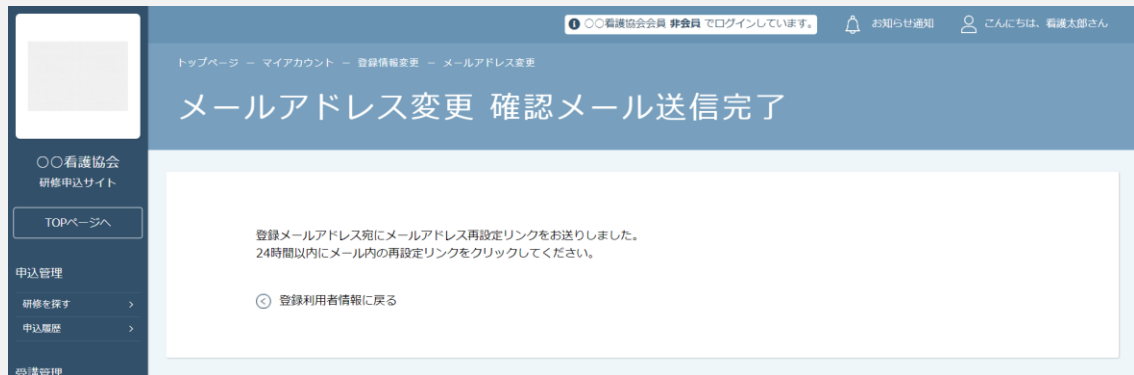 ○○看護協会会員 非会員 でログインしています。
お知らせ通知
こんにちは、看護太郎さん
トップページ － マイアカウント － 登録情報変更 － メールアドレス変更
メールアドレス変更 確認メール送信完了
○○看護協会
研修申込サイト
TOPページへ
申込管理
研修を探す
申込履歴
受講管理
登録メールアドレス宛にメールアドレス再設定リンクをお送りしました。
24時間以内にメール内の再設定リンクをクリックしてください。
登録利用者情報に戻る